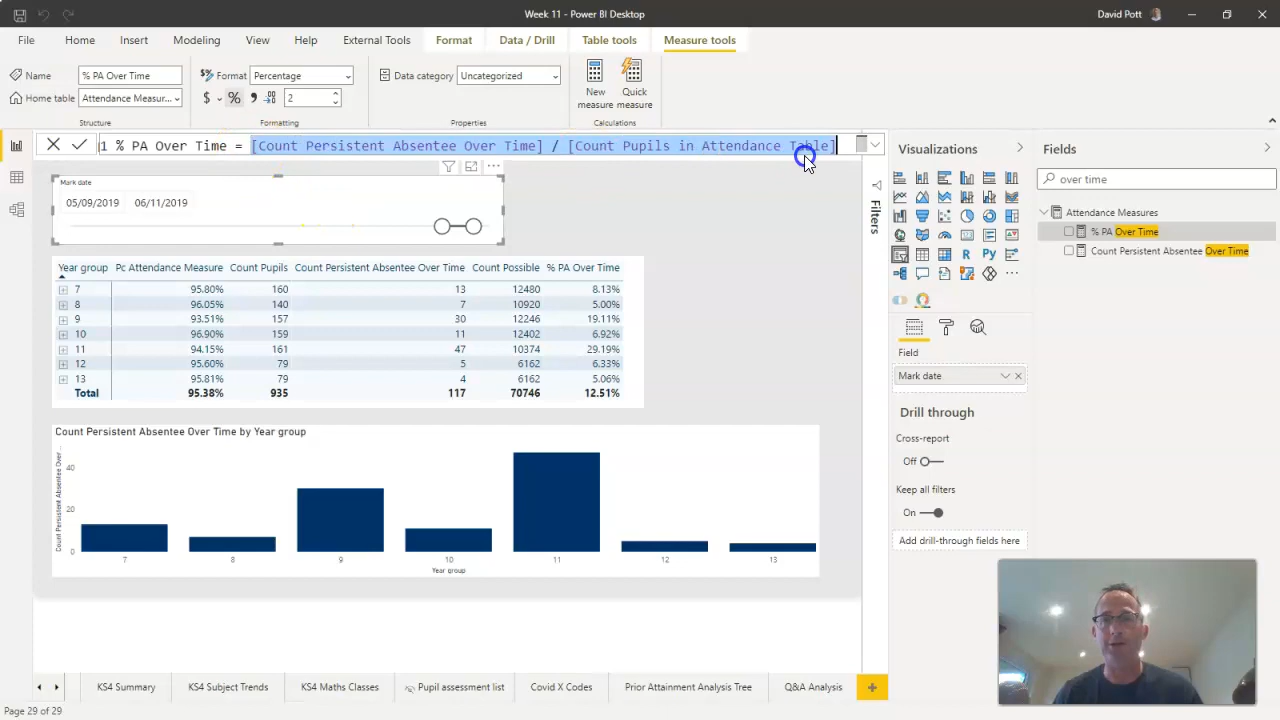 Week 11 - Power BI Desktop
David Pott
File Home Insert Modeling View Help External Tools Format Data / Drill Table tools Measure tools
Name % PA Over Time
Home table Attendance Measur...
Structure
Format Percentage
$ % 9 2
Formatting
Data category Uncategorized
Properties
New measure
Quick measure
Calculations
1 % PA Over Time = [Count Persistent Absentee Over Time] / [Count Pupils in Attendance Table]
Mark date
05/09/2019 06/11/2019
Year group Pc Attendance Measure Count Pupils Count Persistent Absentee Over Time Count Possible % PA Over Time
7 95.80% 160 13 12480 8.13%
8 96.05% 140 7 10920 5.00%
9 93.51% 157 30 12246 19.11%
10 96.90% 159 11 12402 6.92%
11 94.15% 161 47 10374 29.19%
12 95.60% 79 5 6162 6.33%
13 95.81% 79 4 6162 5.06%
Total 95.38% 935 117 70746 12.51%
Count Persistent Absentee Over Time by Year group
Count Persistent Absentee Over ...
40
20
0
7 8 9 10 11 12 13
Year group
Filters
Visualizations
R Py
Field
Mark date
Drill through
Cross-report
Off
Keep all filters
On
Add drill-through fields here
Fields
over time
Attendance Measures
% PA Over Time
Count Persistent Absentee Over Time
KS4 Summary KS4 Subject Trends KS4 Maths Classes Pupil assessment list Covid X Codes Prior Attainment Analysis Tree Q&A Analysis
Page 29 of 29